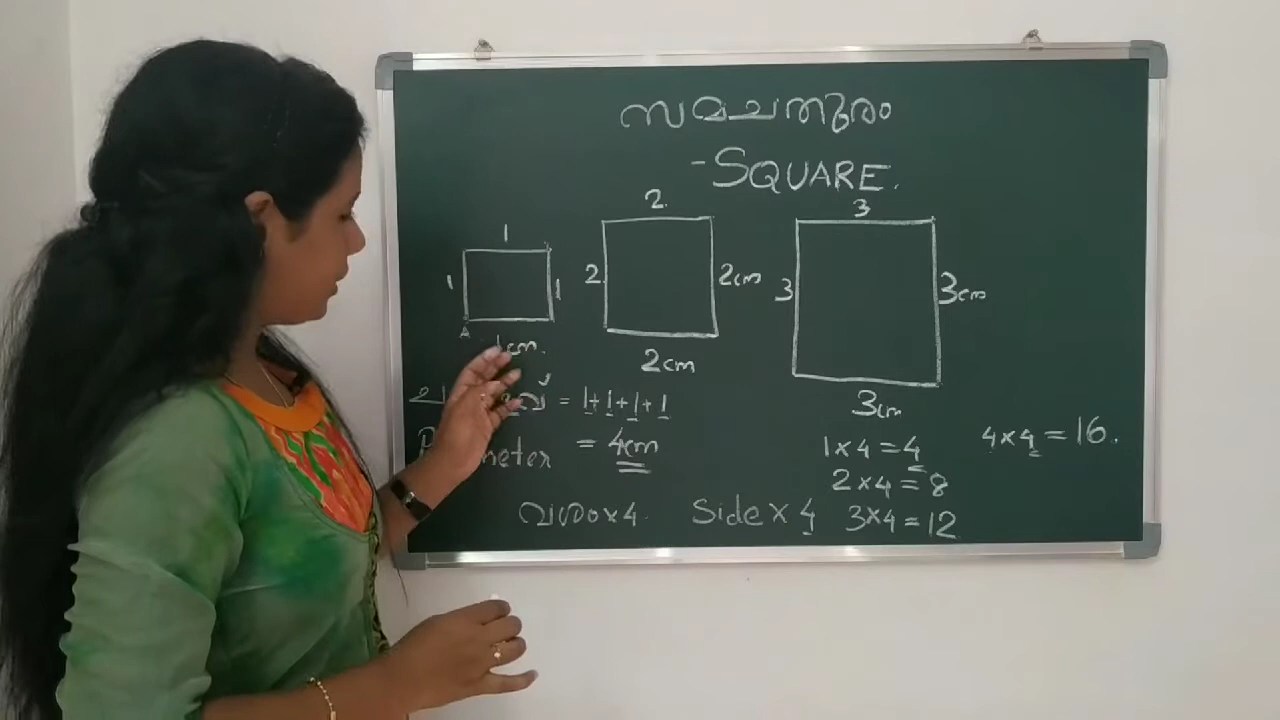 സമചതുരം
-SQUARE.
1
1
1
A
1cm.
2
2
2cm
2cm
3
3
3cm
3cm
= 1+1+1+1
= 4cm
വശം x 4
Side x 4
1 x 4 = 4
2 x 4 = 8
3 x 4 = 12
4 x 4 = 16.